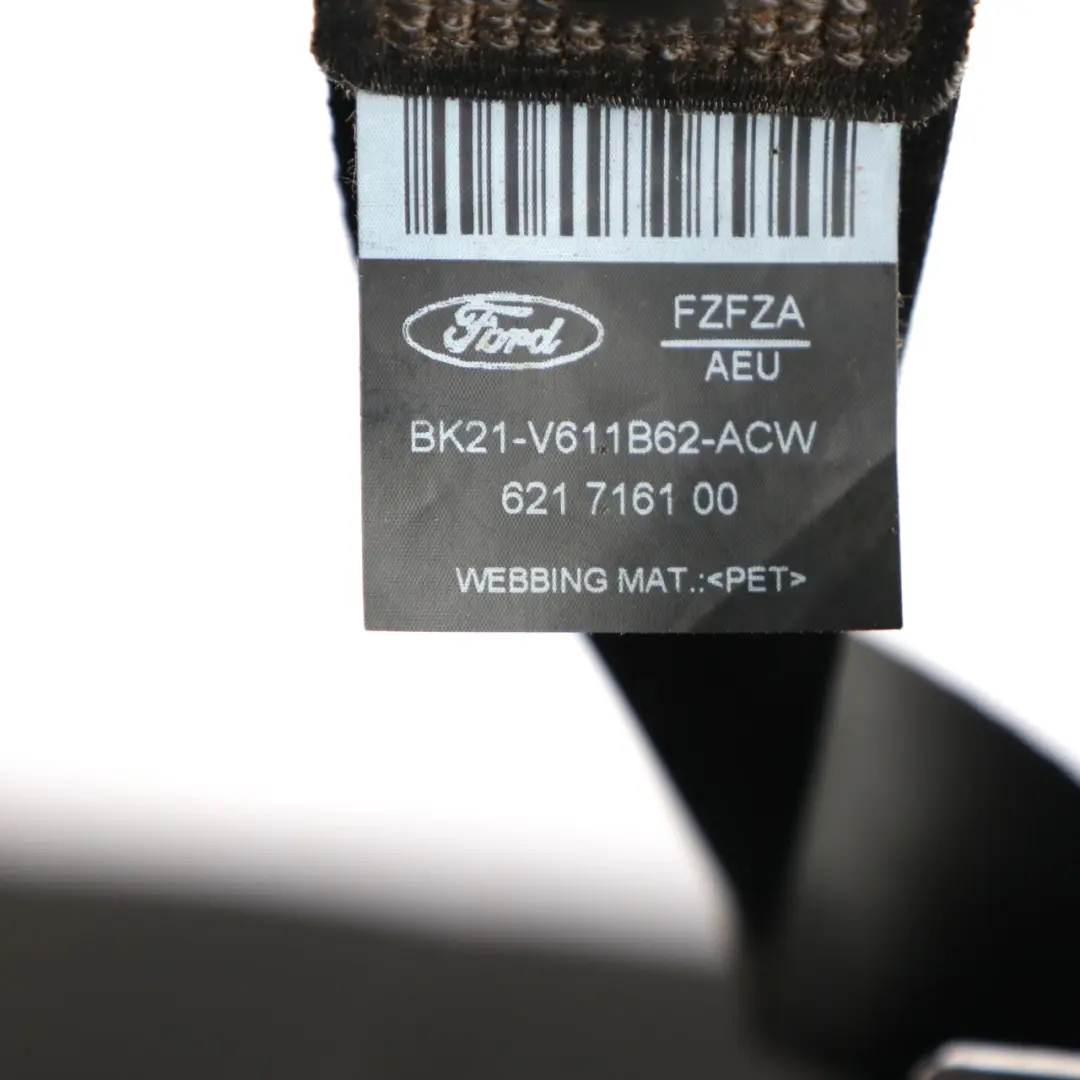 Ford
FZFZA
AEU
BK21-V611B62-ACW
621 7161 00
WEBBING MAT.:<PET>